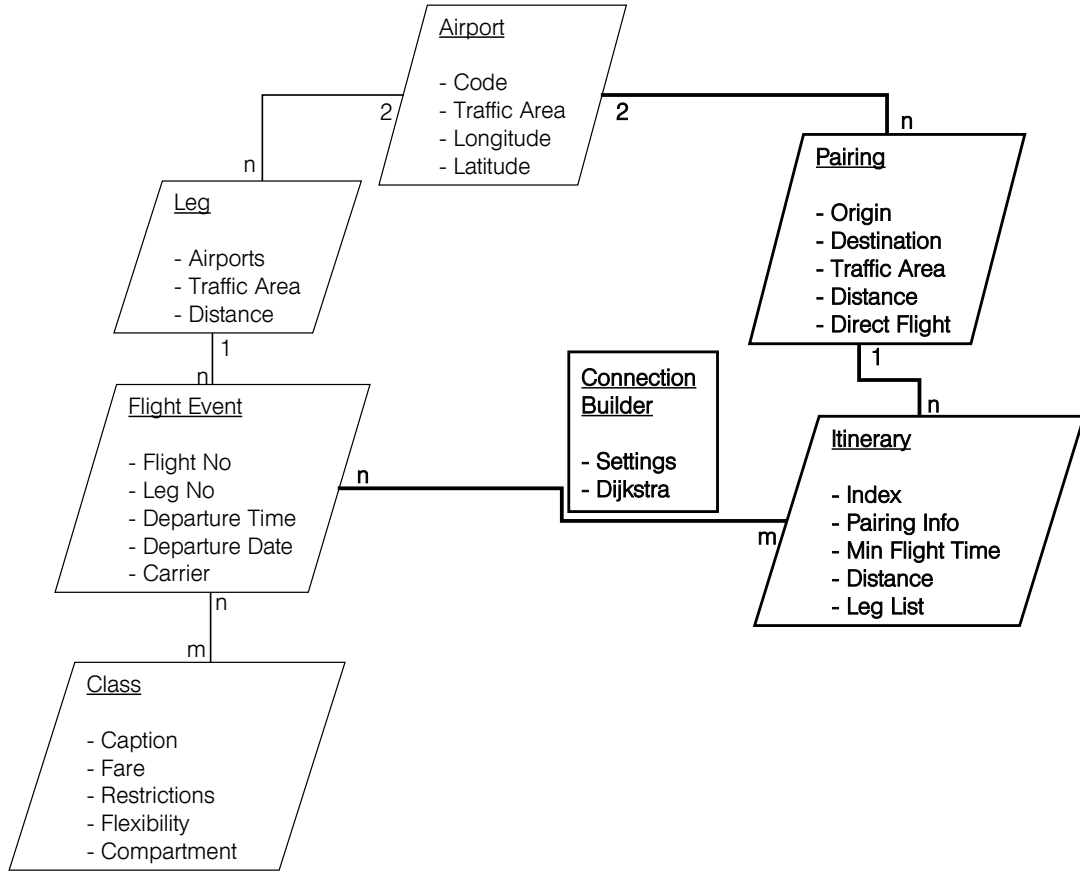 Airport
- Code
- Traffic Area
- Longitude
- Latitude
2
2
n
n
Leg
- Airports
- Traffic Area
- Distance
1
n
Pairing
- Origin
- Destination
- Traffic Area
- Distance
- Direct Flight
1
n
Flight Event
- Flight No
- Leg No
- Departure Time
- Departure Date
- Carrier
n
n
m
Connection
Builder
- Settings
- Dijkstra
m
Itinerary
- Index
- Pairing Info
- Min Flight Time
- Distance
- Leg List
Class
- Caption
- Fare
- Restrictions
- Flexibility
- Compartment